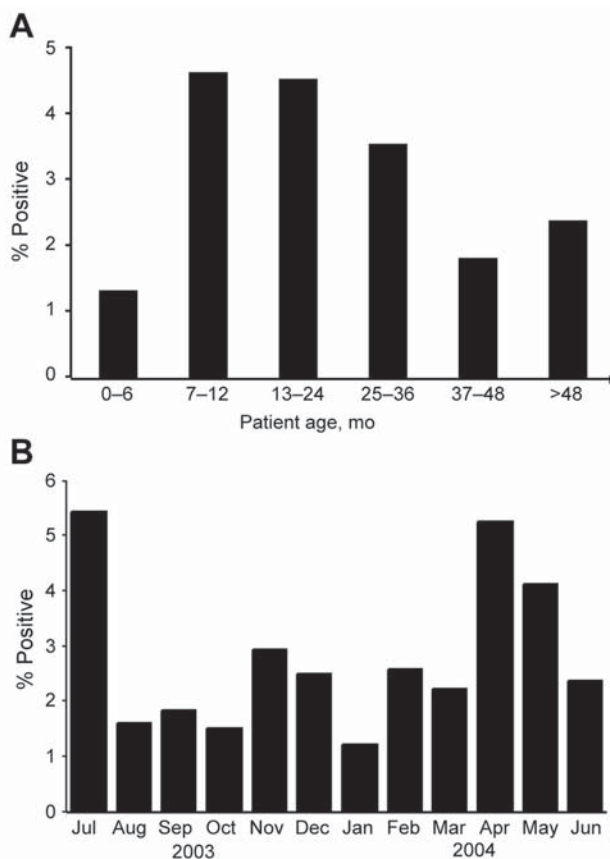 A
5
4
3
2
1
0
% Positive
0–6 7–12 13–24 25–36 37–48 >48
Patient age, mo
B
6
5
4
3
2
1
0
% Positive
Jul Aug Sep Oct Nov Dec Jan Feb Mar Apr May Jun
2003 2004